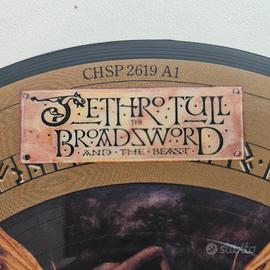 CHSP 2619 A1
JETHRO·TULL
THE
BROADSWORD
·AND·THE·BEAST·
subito